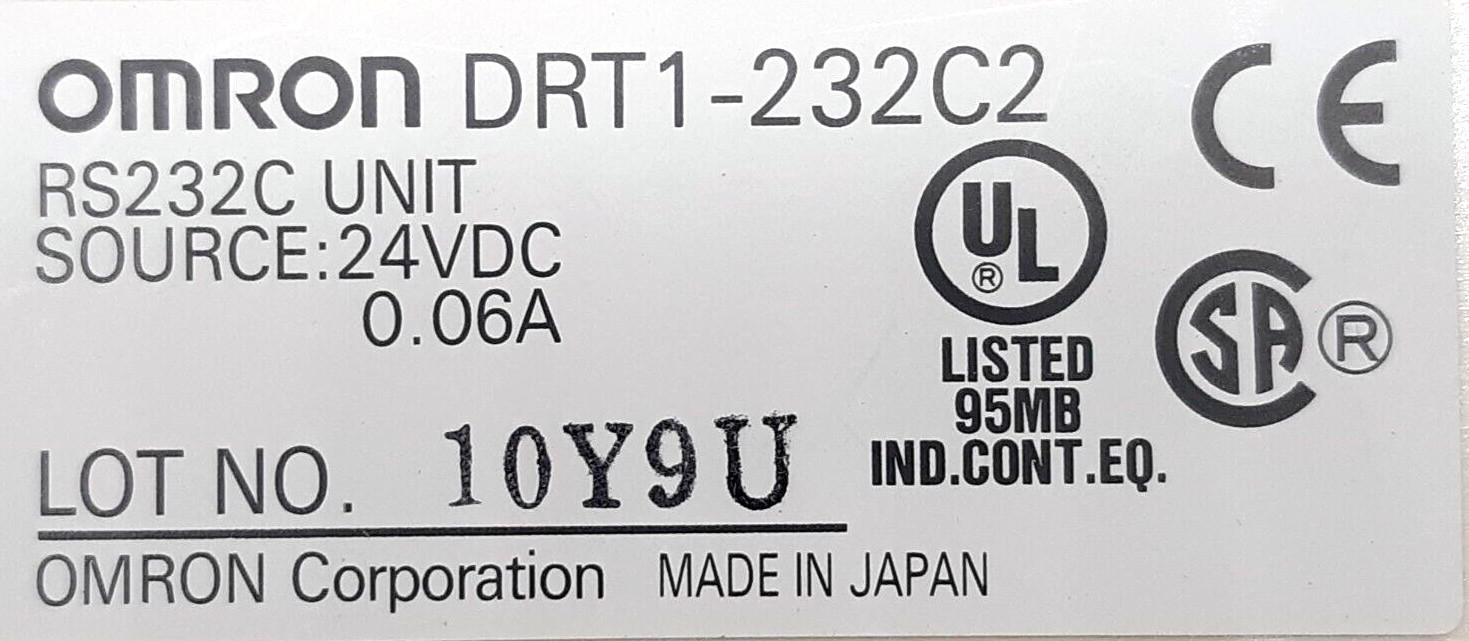 OMRON DRT1-232C2 CE
RS232C UNIT
SOURCE:24VDC
0.06A
UL ®
LISTED
95MB
IND.CONT.EQ.
CSA ®
LOT NO. 10Y9U
OMRON Corporation MADE IN JAPAN